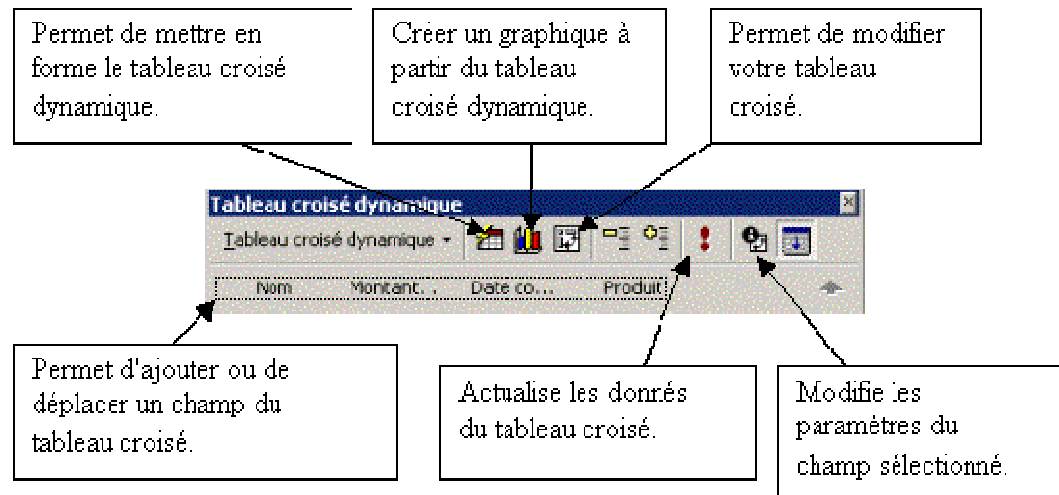 Permet de mettre en
forme le tableau croisé
dynamique.
Créer un graphique à
partir du tableau
croisé dynamique.
Permet de modifier
votre tableau
croisé.
Tableau croisé dynamique
Tableau croisé dynamique
Nom Montant... Date co... Produit
Permet d'ajouter ou de
déplacer un champ du
tableau croisé.
Actualise les donnés
du tableau croisé.
Modifie les
paramètres du
champ sélectionné.